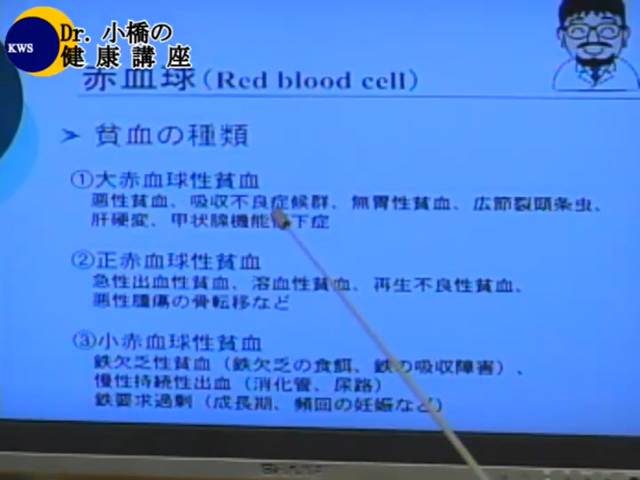 KWS
Dr. 小橋の
健康講座
赤血球(Red blood cell)
➢ 貧血の種類
①大赤血球性貧血
悪性貧血、吸収不良症候群、無胃性貧血、広節裂頭条虫、
肝硬変、甲状腺機能下症
②正赤血球性貧血
急性出血性貧血、溶血性貧血、再生不良性貧血、
悪性腫傷の骨転移など
③小赤血球性貧血
鉄欠乏性貧血（鉄欠乏の食餌、鉄の吸収障害）、
慢性持続性出血（消化管、尿路）
鉄要求過剰（成長期、頻回の妊娠など）